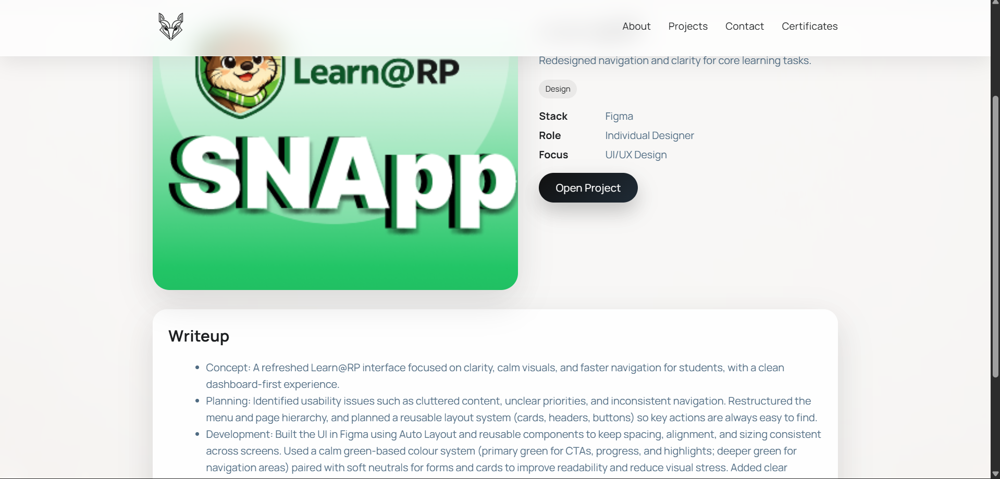 About Projects Contact Certificates
Learn@RP
SNApp
Redesigned navigation and clarity for core learning tasks.
Design
Stack Figma
Role Individual Designer
Focus UI/UX Design
Open Project
Writeup
• Concept: A refreshed Learn@RP interface focused on clarity, calm visuals, and faster navigation for students, with a clean
dashboard-first experience.
• Planning: Identified usability issues such as cluttered content, unclear priorities, and inconsistent navigation. Restructured the
menu and page hierarchy, and planned a reusable layout system (cards, headers, buttons) so key actions are always easy to find.
• Development: Built the UI in Figma using Auto Layout and reusable components to keep spacing, alignment, and sizing consistent
across screens. Used a calm green-based colour system (primary green for CTAs, progress, and highlights; deeper green for
navigation areas) paired with soft neutrals for forms and cards to improve readability and reduce visual stress. Added clear